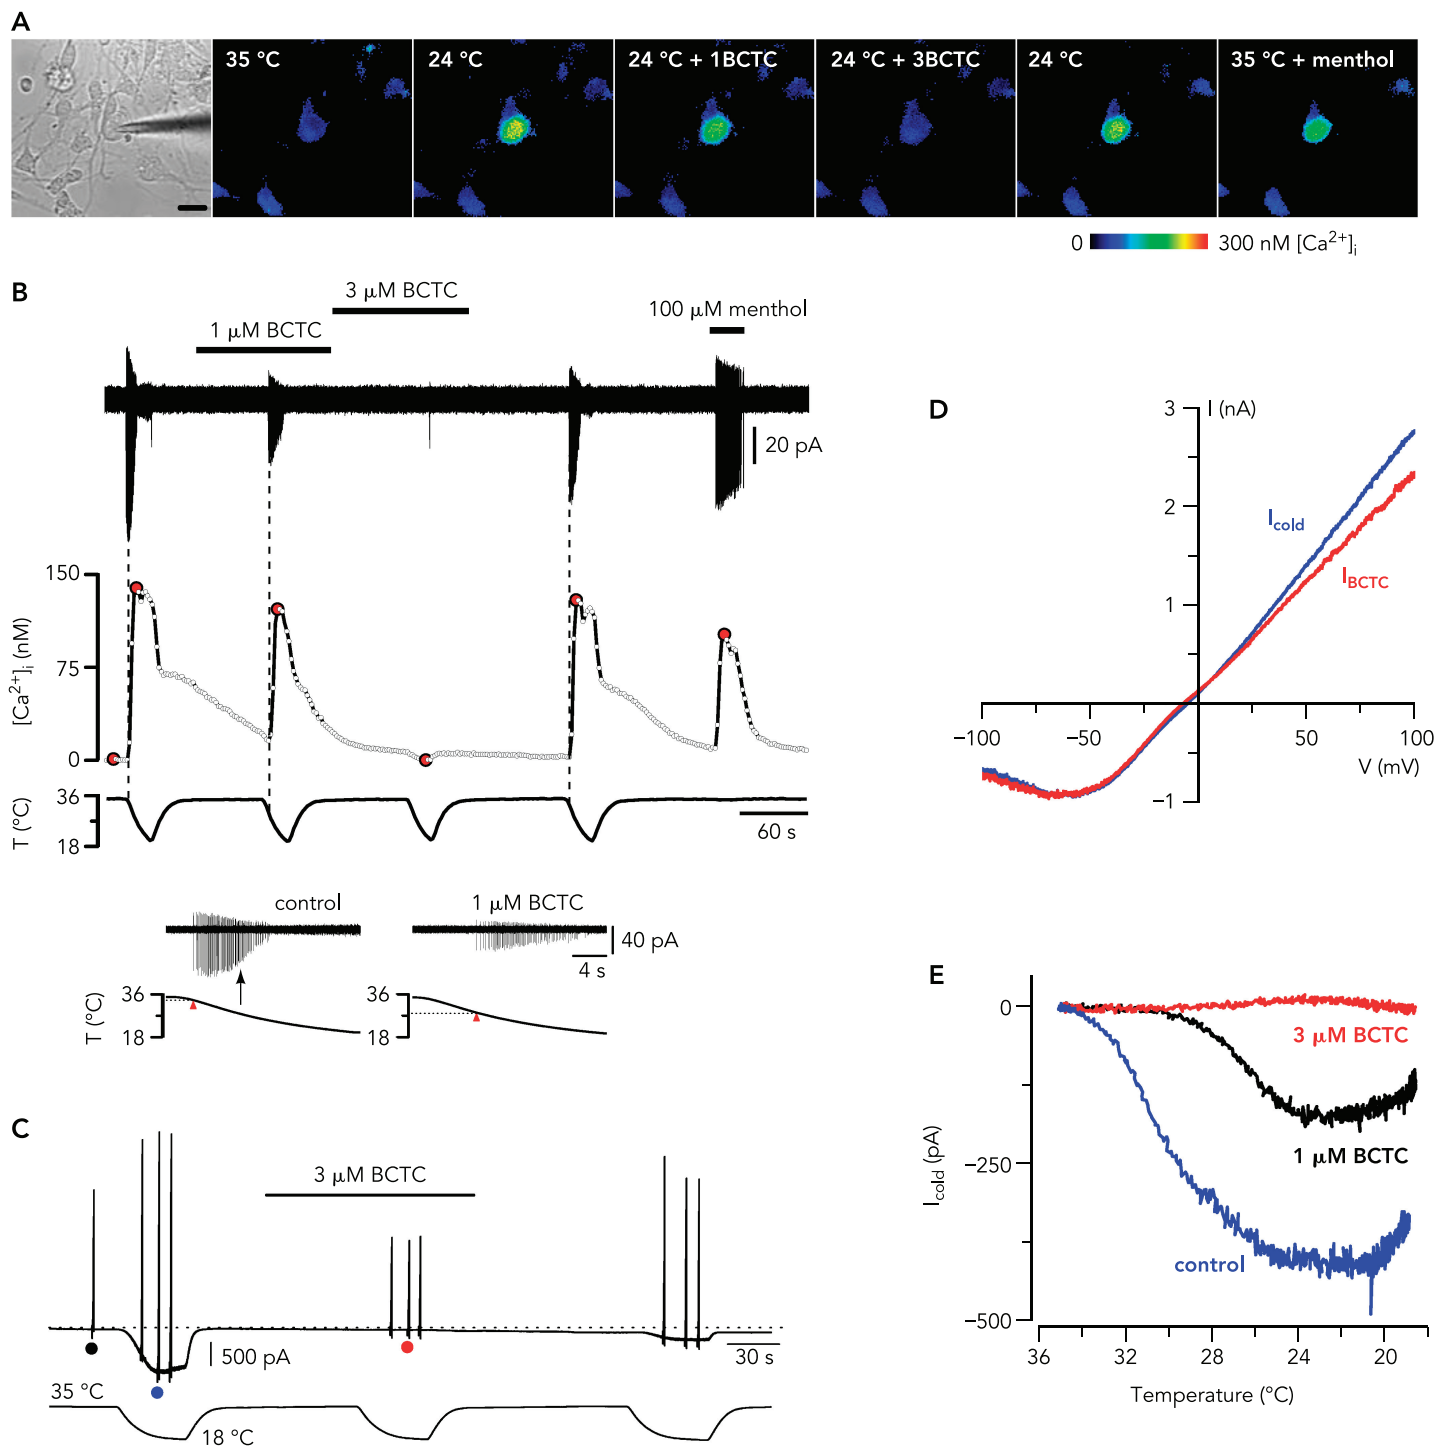 A
35 °C
24 °C
24 °C + 1BCTC
24 °C + 3BCTC
24 °C
35 °C + menthol
0
300 nM [Ca²⁺]ᵢ
B
3 μM BCTC
1 μM BCTC
100 μM menthol
20 pA
150
75
0
[Ca²⁺]ᵢ (nM)
36
18
T (°C)
60 s
control
1 μM BCTC
40 pA
4 s
36
18
T (°C)
36
18
C
3 μM BCTC
500 pA
30 s
35 °C
18 °C
D
3
I (nA)
2
1
−1
−100
−50
50
100
V (mV)
I_cold
I_BCTC
E
0
−250
−500
I_cold (pA)
3 μM BCTC
1 μM BCTC
control
36
32
28
24
20
Temperature (°C)